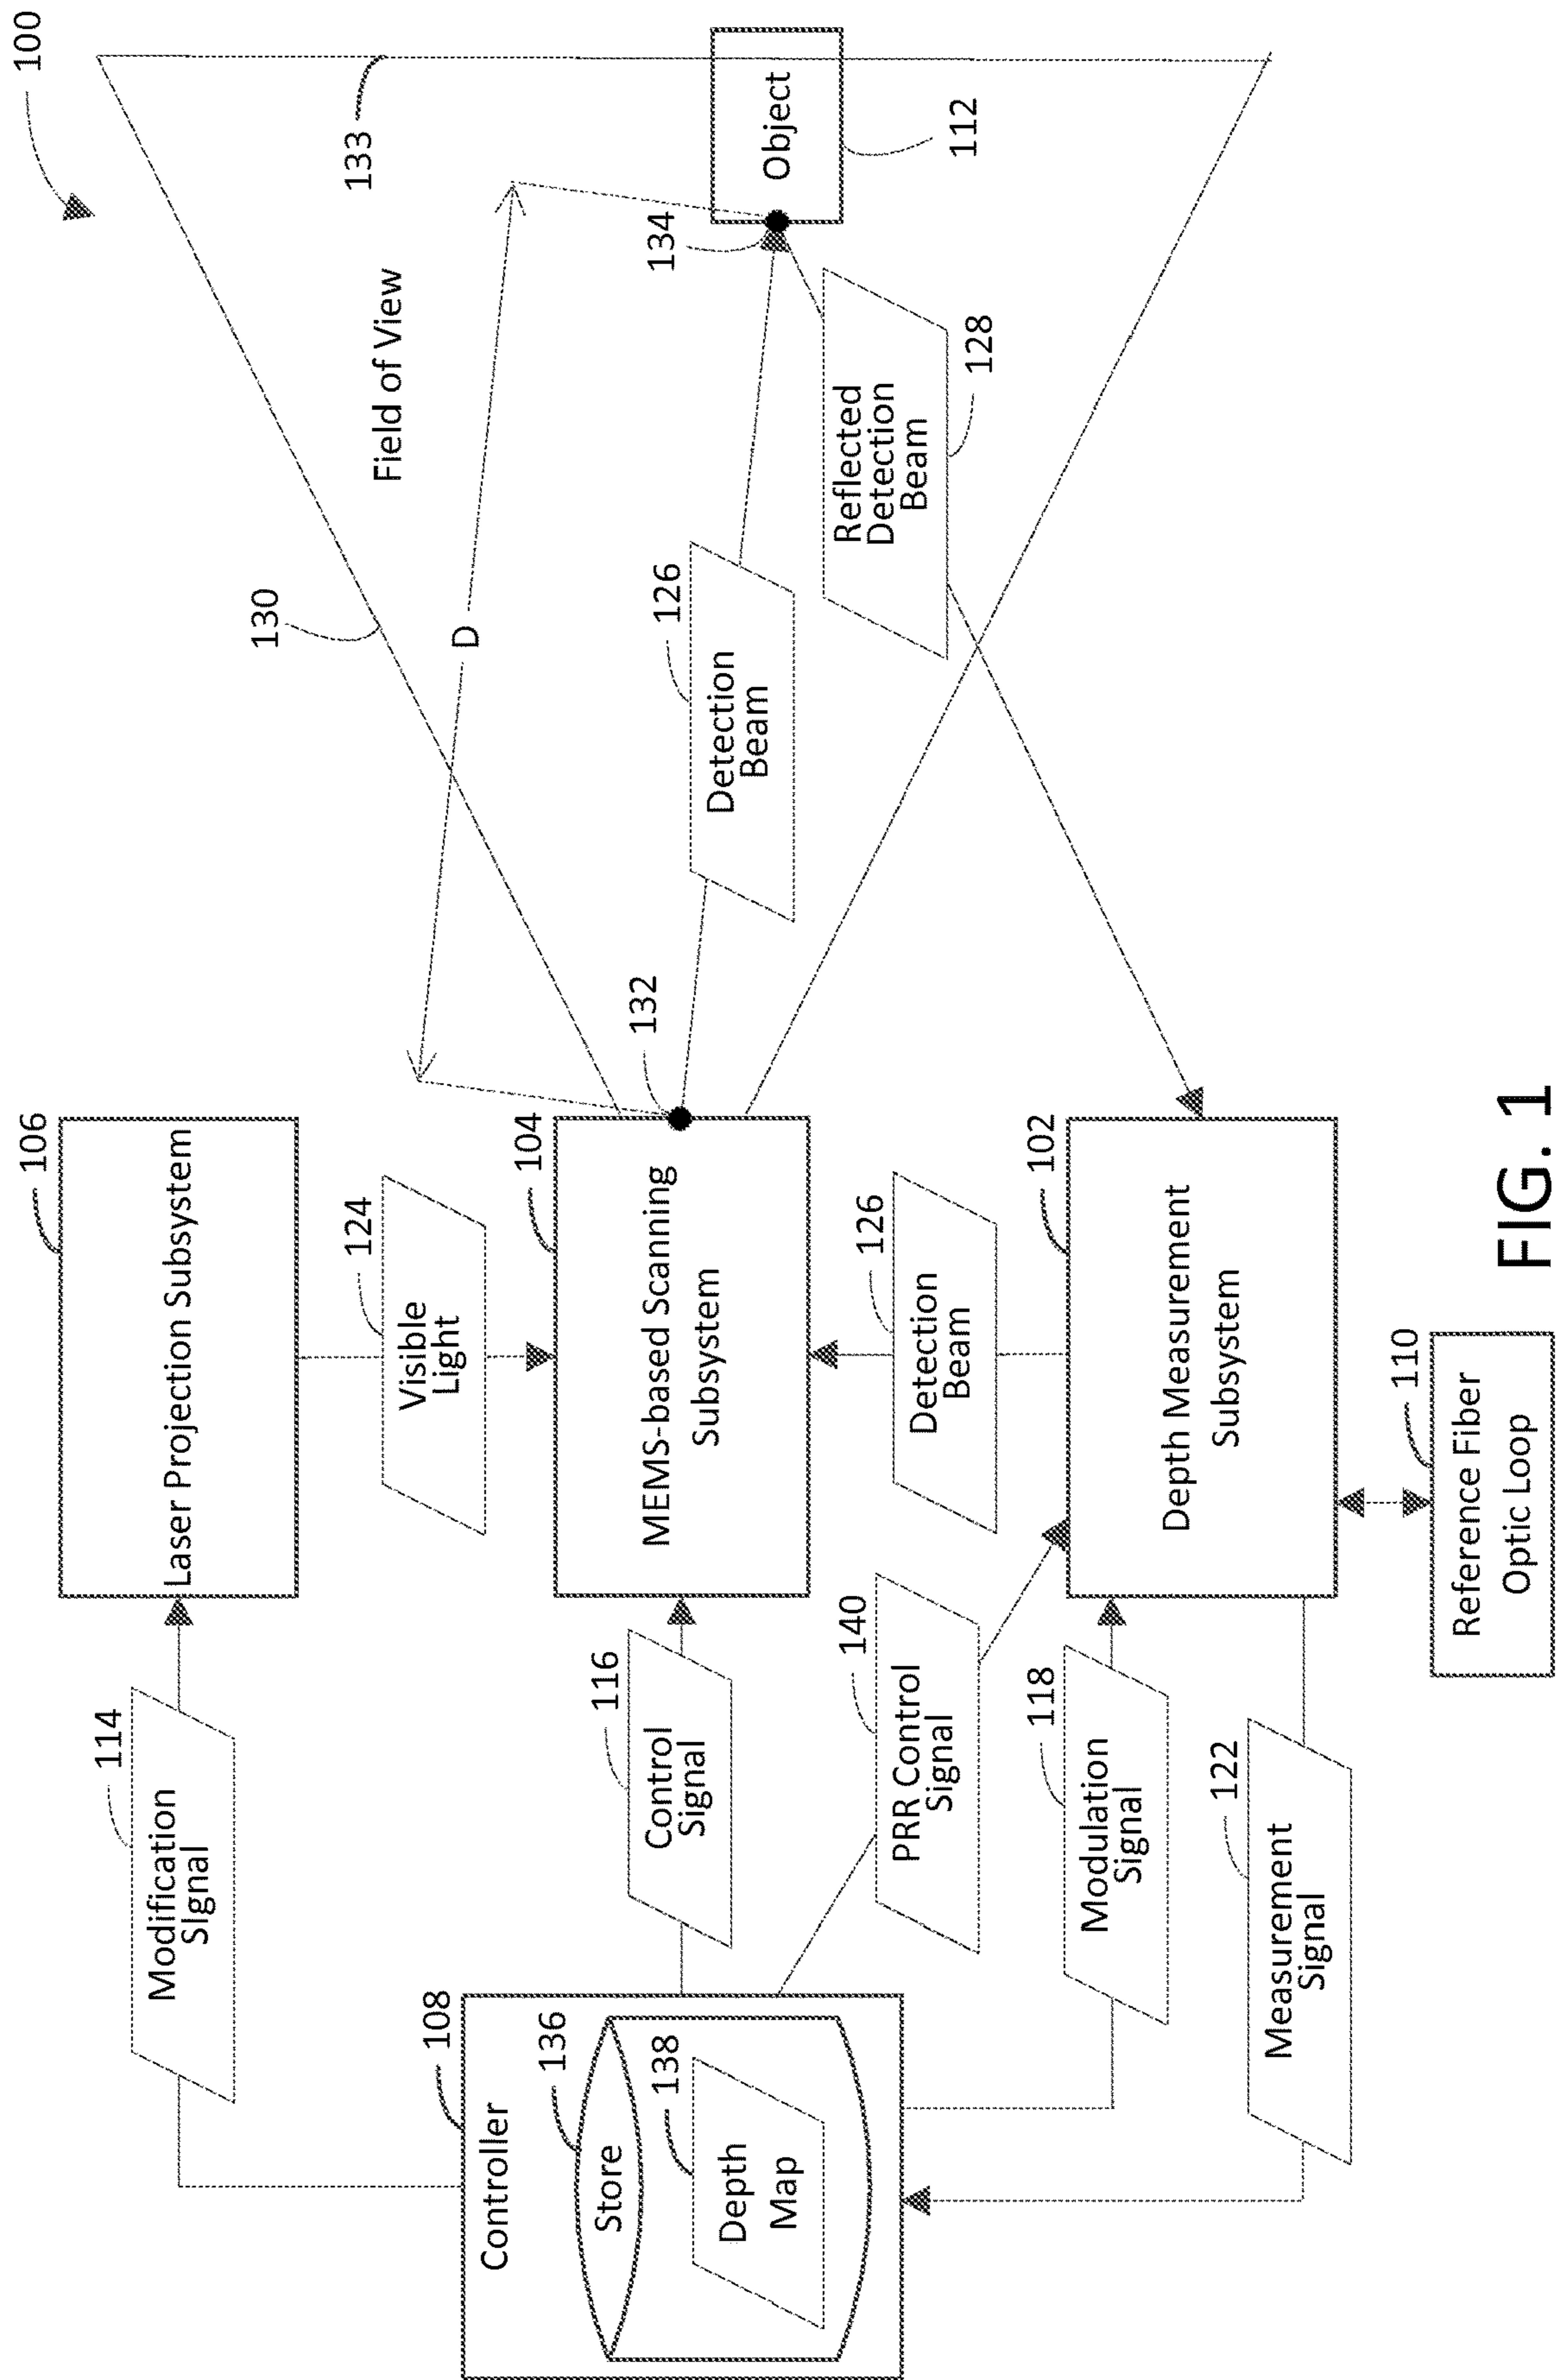 100
106
Laser Projection Subsystem
114
Modification
SIgnal
124
Visible
Light
130
133
Field of View
D
108
Controller
136
Store
138
Depth
Map
116
Control
Signal
104
MEMS-based Scanning
Subsystem
132
126
Detection
Beam
134
Object
112
Reflected
Detection
Beam
128
140
PRR Control
Signal
126
Detection
Beam
118
Modulation
Signal
102
Depth Measurement
Subsystem
122
Measurement
Signal
110
Reference Fiber
Optic Loop
FIG. 1